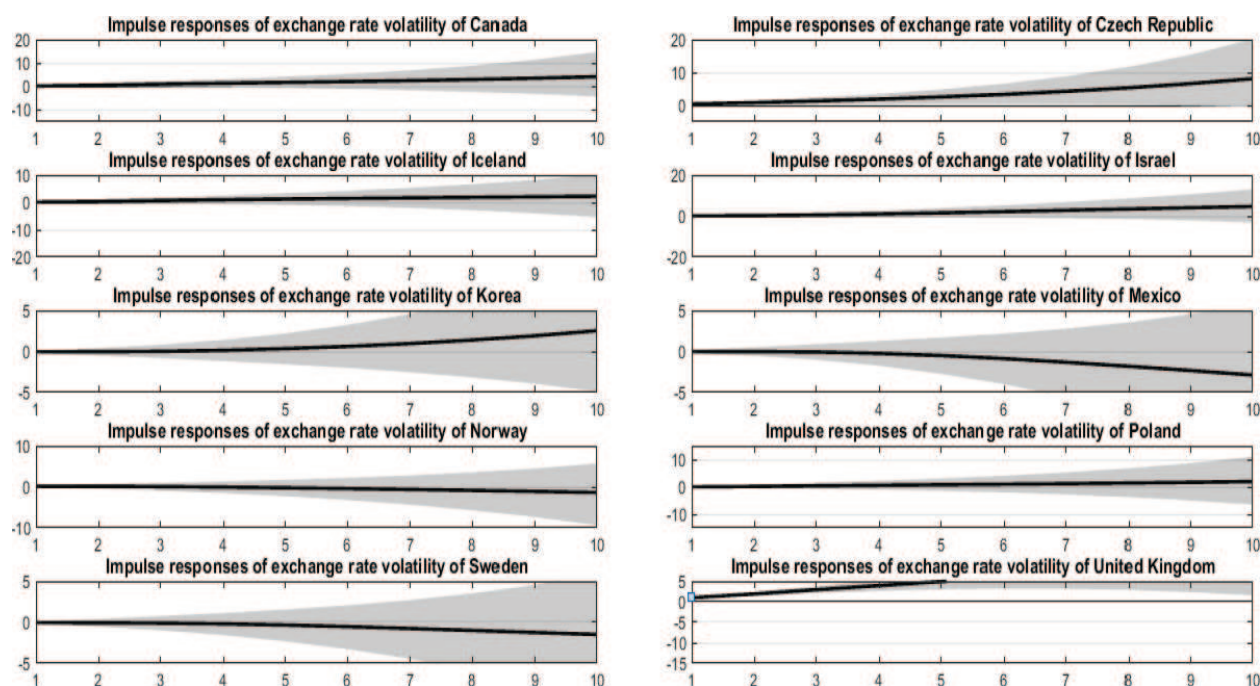 Impulse responses of exchange rate volatility of Canada
20
10
0
-10
1 2 3 4 5 6 7 8 9 10
Impulse responses of exchange rate volatility of Czech Republic
20
10
0
1 2 3 4 5 6 7 8 9 10
Impulse responses of exchange rate volatility of Iceland
10
0
-10
-20
1 2 3 4 5 6 7 8 9 10
Impulse responses of exchange rate volatility of Israel
20
0
-20
1 2 3 4 5 6 7 8 9 10
Impulse responses of exchange rate volatility of Korea
5
0
-5
1 2 3 4 5 6 7 8 9 10
Impulse responses of exchange rate volatility of Mexico
5
0
-5
1 2 3 4 5 6 7 8 9 10
Impulse responses of exchange rate volatility of Norway
10
0
-10
1 2 3 4 5 6 7 8 9 10
Impulse responses of exchange rate volatility of Poland
10
0
-10
1 2 3 4 5 6 7 8 9 10
Impulse responses of exchange rate volatility of Sweden
5
0
-5
1 2 3 4 5 6 7 8 9 10
Impulse responses of exchange rate volatility of United Kingdom
5
0
-5
-10
-15
1 2 3 4 5 6 7 8 9 10